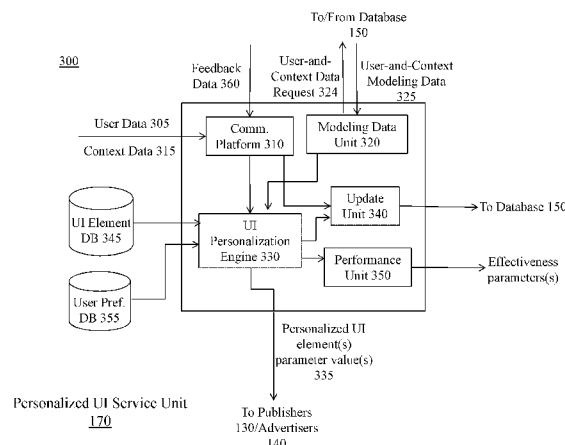 To/From Database
150
300
Feedback
Data 360
User-and-
Context Data
Request 324
User-and-Context
Modeling Data
325
User Data 305
Context Data 315
Comm.
Platform 310
Modeling Data
Unit 320
UI Element
DB 345
UI
Personalization
Engine 330
Update
Unit 340
To Database 150
User Pref.
DB 355
Performance
Unit 350
Effectiveness
parameters(s)
Personalized UI
element(s)
parameter value(s)
335
Personalized UI Service Unit
170
To Publishers
130/Advertisers
140